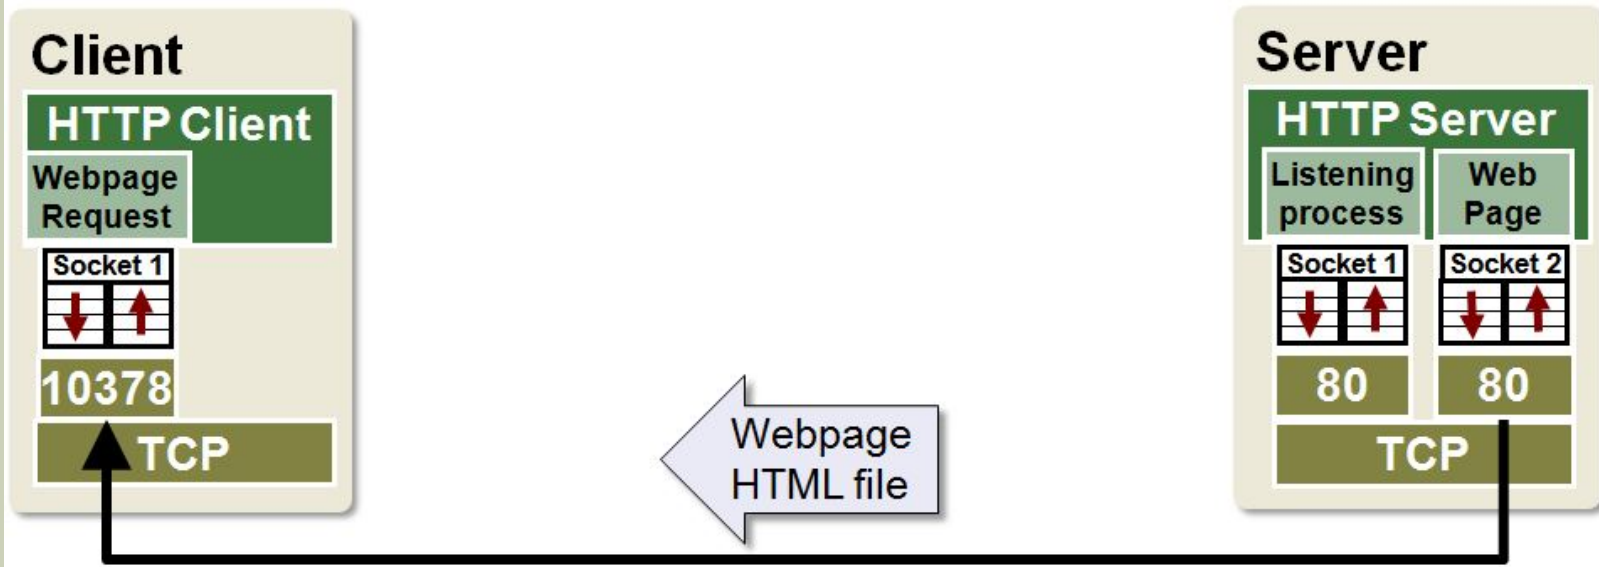 Client
HTTP Client
Webpage
Request
Socket 1
10378
TCP
Webpage
HTML file
Server
HTTP Server
Listening
process
Web
Page
Socket 1
Socket 2
80
80
TCP